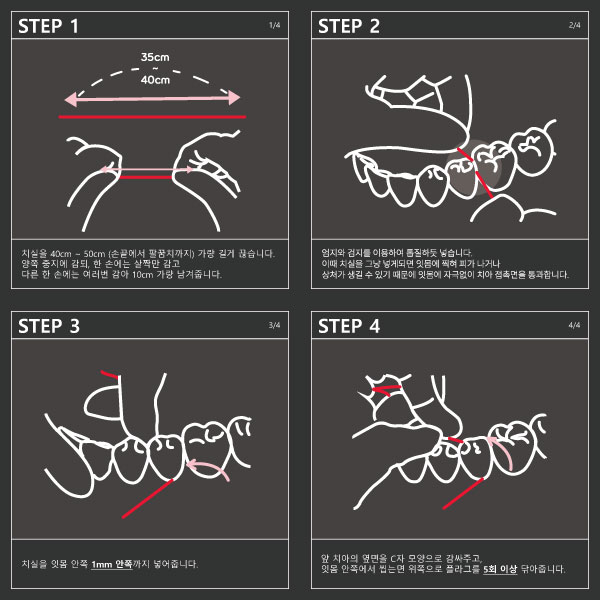 STEP 1
1/4
35cm
~
40cm
치실을 40cm ~ 50cm (손끝에서 팔꿈치까지) 가량 길게 끊습니다.
양쪽 중지에 감되, 한 손에는 살짝만 감고
다른 한 손에는 여러번 감아 10cm 가량 남겨줍니다.
STEP 2
2/4
엄지와 검지를 이용하여 톱질하듯 넣습니다.
이때 치실을 그냥 넣게되면 잇몸에 찍혀 피가 나거나
상처가 생길 수 있기 때문에 잇몸에 자극없이 치아 접촉면을 통과합니다.
STEP 3
3/4
치실을 잇몸 안쪽 1mm 안쪽까지 넣어줍니다.
STEP 4
4/4
앞 치아의 옆면을 C자 모양으로 감싸주고,
잇몸 안쪽에서 씹는면 위쪽으로 플라그를 5회 이상 닦아줍니다.